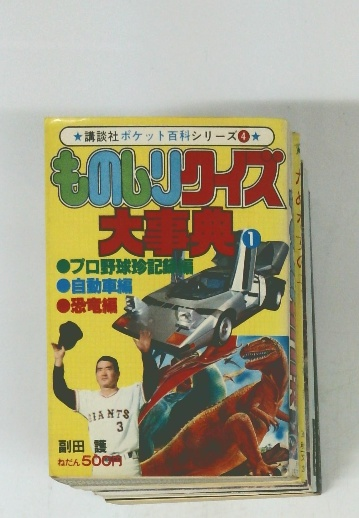 ★講談社ポケット百科シリーズ4★
ものしりクイズ
大事典1
●プロ野球珍記録編
●自動車編
●恐竜編
GIANTS
3
副田 護
ねだん500円